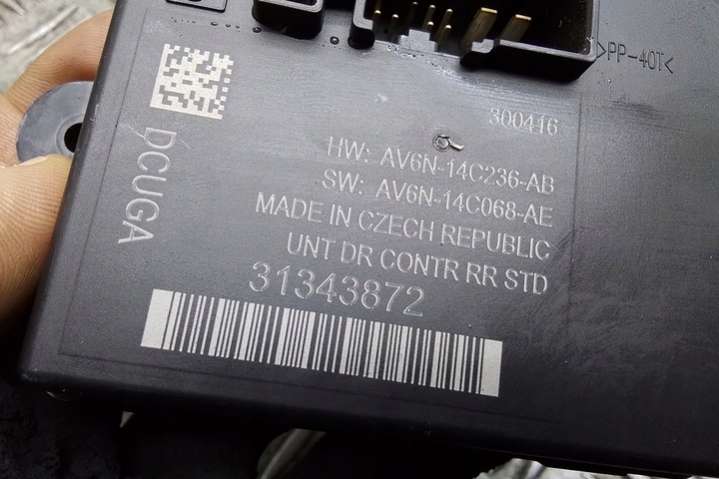 >PP-40T<
300416
HW: AV6N-14C236-AB
SW: AV6N-14C068-AE
MADE IN CZECH REPUBLIC
UNT DR CONTR RR STD
31343872
DCUGA